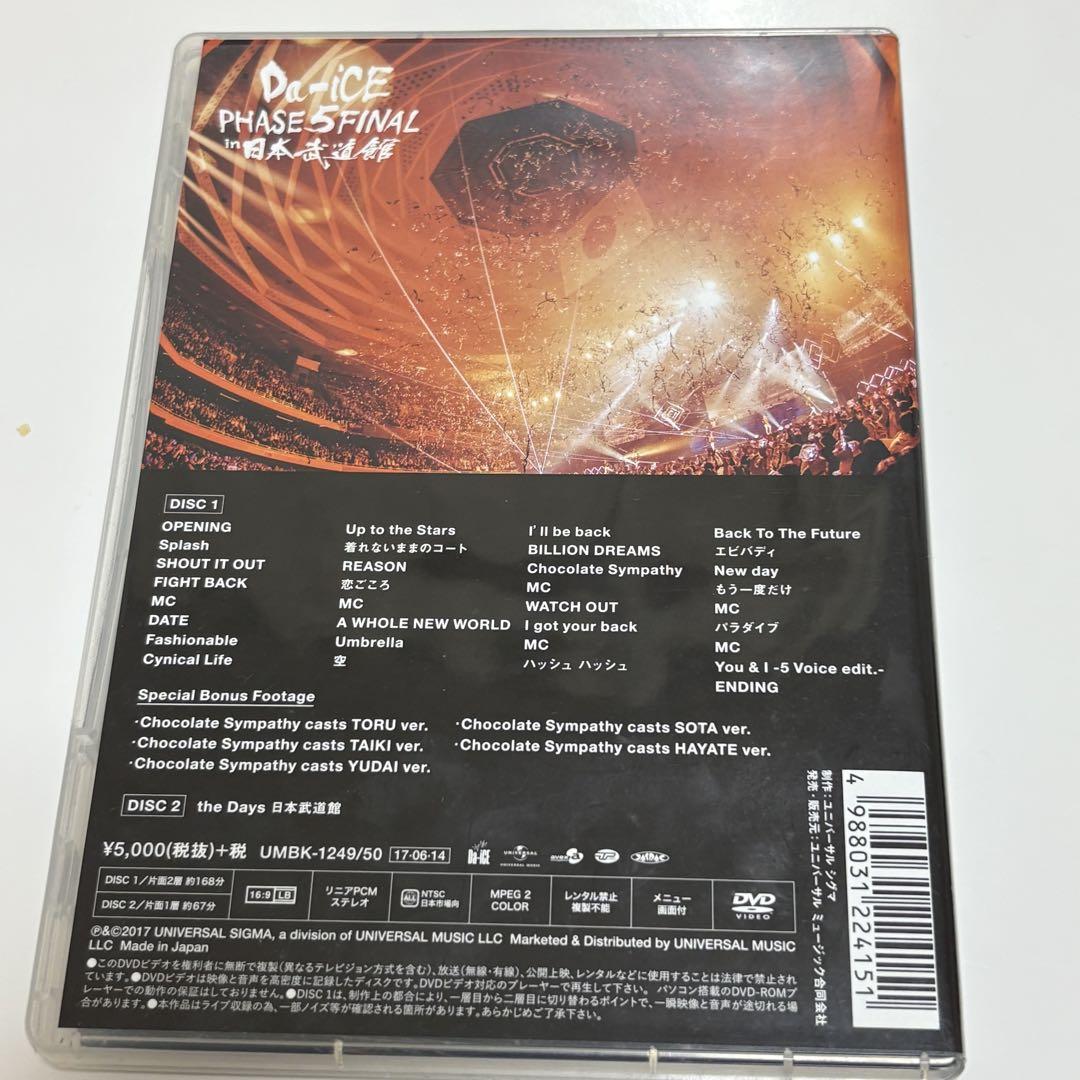 Da-iCE
PHASE 5 FINAL
in 日本武道館
DISC 1
OPENING
Splash
SHOUT IT OUT
FIGHT BACK
MC
DATE
Fashionable
Cynical Life
Up to the Stars
着れないままのコート
REASON
恋ごころ
MC
A WHOLE NEW WORLD
Umbrella
空
I'll be back
BILLION DREAMS
Chocolate Sympathy
MC
WATCH OUT
I got your back
MC
ハッシュ ハッシュ
Back To The Future
エビバディ
New day
もう一度だけ
MC
パラダイブ
MC
You & I -5 Voice edit.-
ENDING
Special Bonus Footage
・Chocolate Sympathy casts TORU ver.
・Chocolate Sympathy casts TAIKI ver.
・Chocolate Sympathy casts YUDAI ver.
・Chocolate Sympathy casts SOTA ver.
・Chocolate Sympathy casts HAYATE ver.
DISC 2 the Days 日本武道館
¥5,000(税抜)+税 UMBK-1249/50 17·06·14
Da-iCE
UNIVERSAL
UNIVERSAL MUSIC
DISC 1/片面2層 約168分
DISC 2/片面1層 約67分
16:9 LB
リニアPCM
ステレオ
ALL
NTSC
日本市場向
MPEG 2
COLOR
レンタル禁止
複製不能
メニュー
画面付
DVD
VIDEO
℗&©2017 UNIVERSAL SIGMA, a division of UNIVERSAL MUSIC LLC Marketed & Distributed by UNIVERSAL MUSIC
LLC Made in Japan
●このDVDビデオを権利者に無断で複製(異なるテレビジョン方式を含む)、放送(無線·有線)、公開上映、レンタルなどに使用することは法律で禁止され
ています。●DVDビデオは映像と音声を高密度に記録したディスクです。DVDビデオ対応のプレーヤーで再生して下さい。 パソコン搭載のDVD-ROMプ
レーヤーでの動作の保証はしておりません。●DISC 1は、制作上の都合により、一層目から二層目に切り替わるポイントで、一瞬映像と音声が途切れる場
合があります。●本作品はライブ収録の為、一部ノイズ等が確認される箇所があります。あらかじめご了承下さい。
制作:ユニバーサル シグマ
発売・販売元:ユニバーサル ミュージック合同会社
4 988031 224151